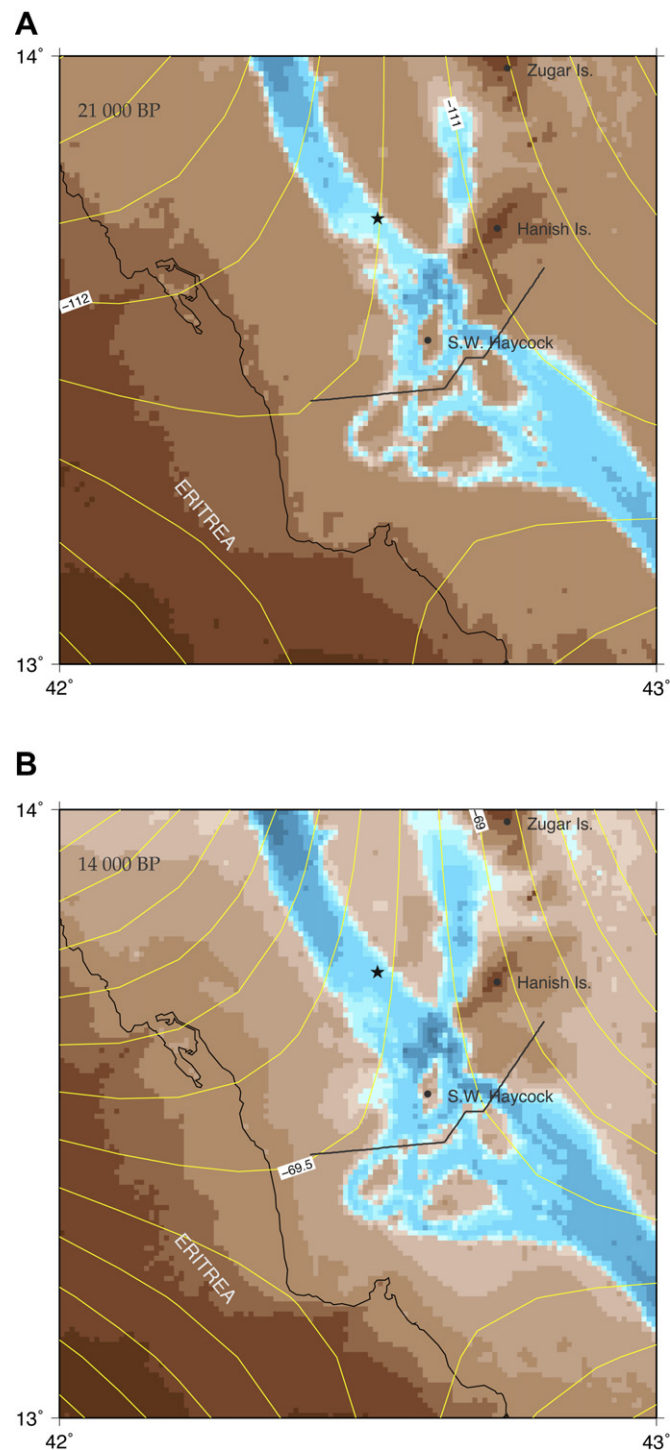 A
14°
Zugar Is.
21 000 BP
−111
Hanish Is.
−112
S.W. Haycock
ERITREA
13°
42°
43°
B
14°
−69
Zugar Is.
14 000 BP
Hanish Is.
S.W. Haycock
−69.5
ERITREA
13°
42°
43°